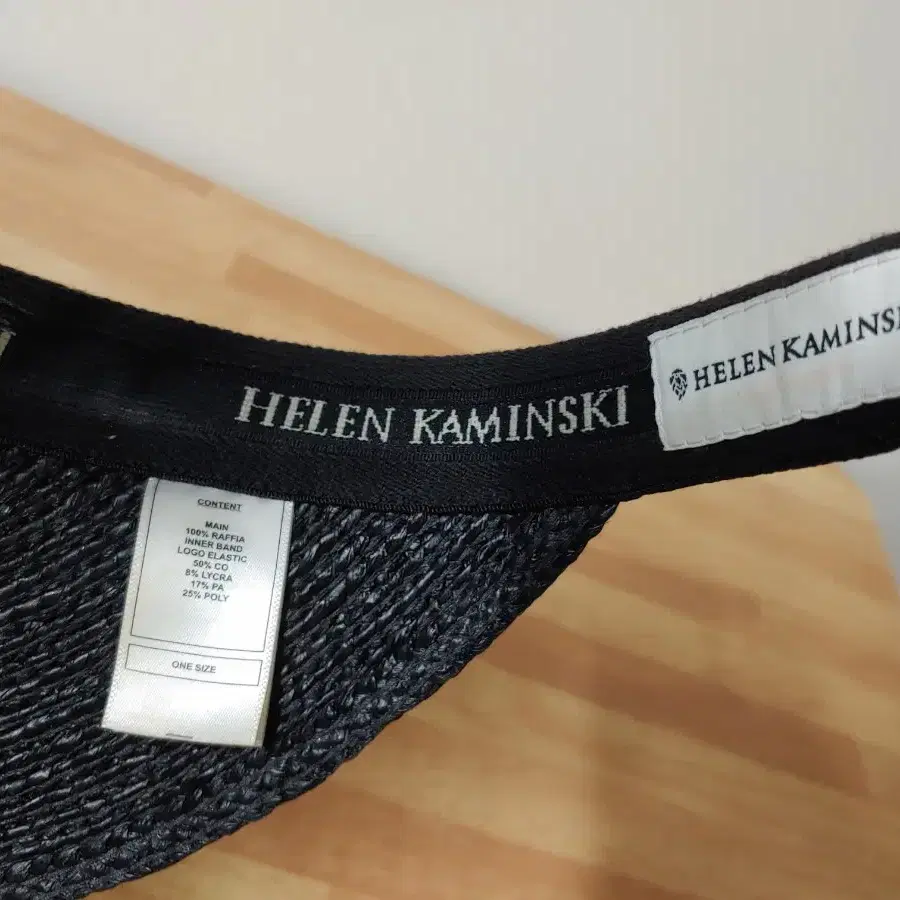 HELEN KAMINSKI
HELEN KAMINSKI
CONTENT
MAIN
100% RAFFIA
INNER BAND
LOGO ELASTIC
50% CO
8% LYCRA
17% PA
25% POLY
ONE SIZE